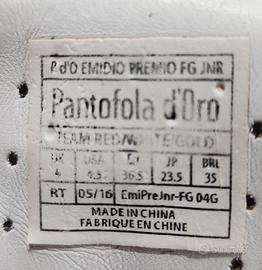 P d'O EMIDIO PREMIO FG JNR
Pantofola d'Oro
TEAM RED/WHITE/GOLD
UK USA EU JP BRL
4 4.5 36.5 23.5 35
RT 05/16 EmiPreJnr-FG 04G
MADE IN CHINA
FABRIQUE EN CHINE